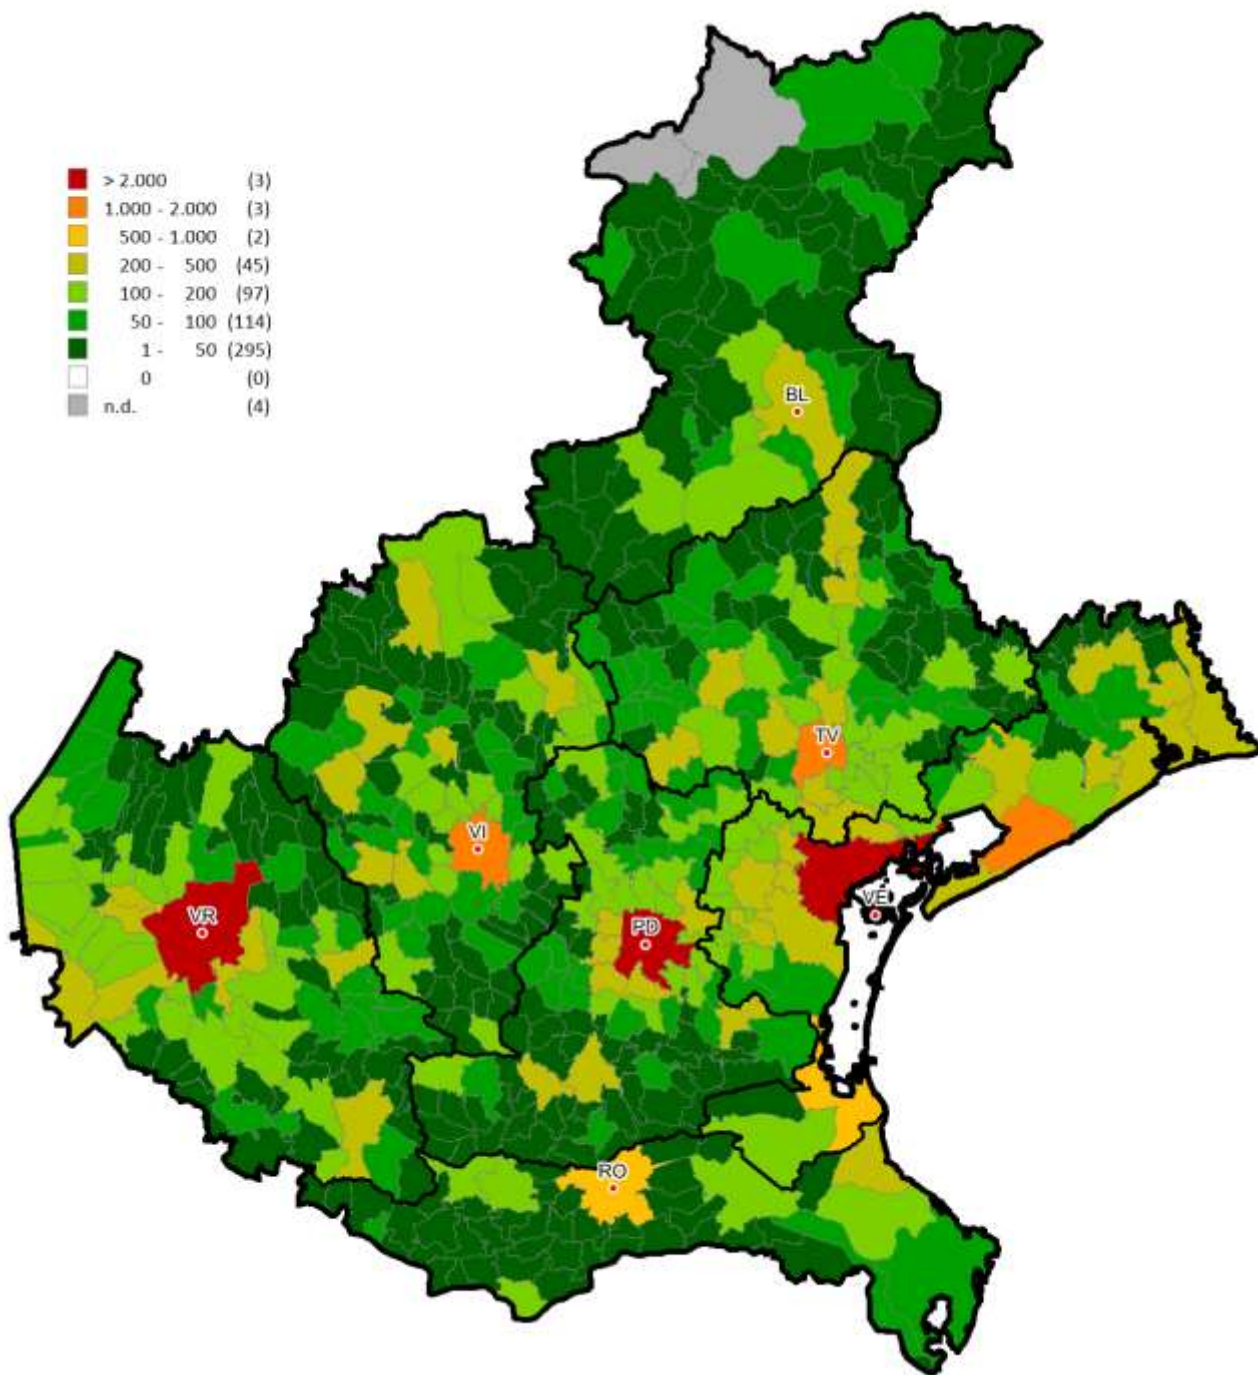 > 2.000 (3)
1.000 - 2.000 (3)
500 - 1.000 (2)
200 - 500 (45)
100 - 200 (97)
50 - 100 (114)
1 - 50 (295)
0 (0)
n.d. (4)
BL
TV
VI
VR
PD
VE
RO